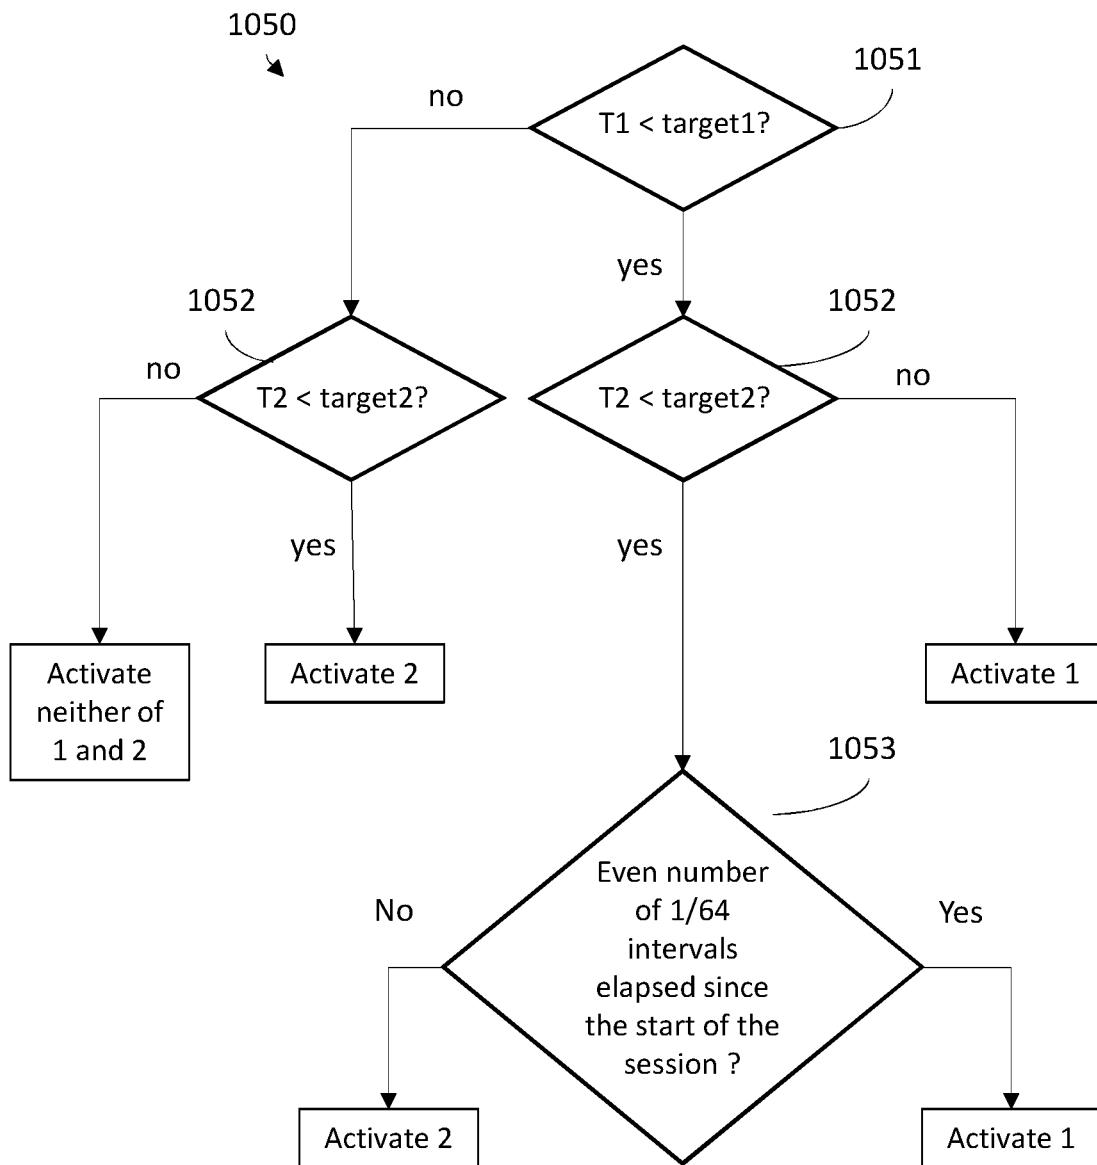 1050
1051
no
T1 < target1?
yes
1052
1052
no
T2 < target2?
T2 < target2?
no
yes
yes
Activate
neither of
1 and 2
Activate 2
Activate 1
1053
Even number
of 1/64
intervals
elapsed since
the start of the
session ?
No
Yes
Activate 2
Activate 1